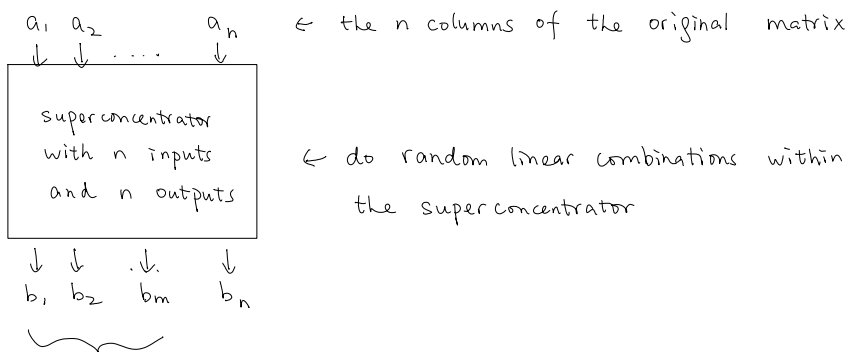 a₁ a₂ .... aₙ ← the n columns of the original matrix
superconcentrator
with n inputs ← do random linear combinations within
and n outputs the superconcentrator
b₁ b₂ ... bₘ bₙ